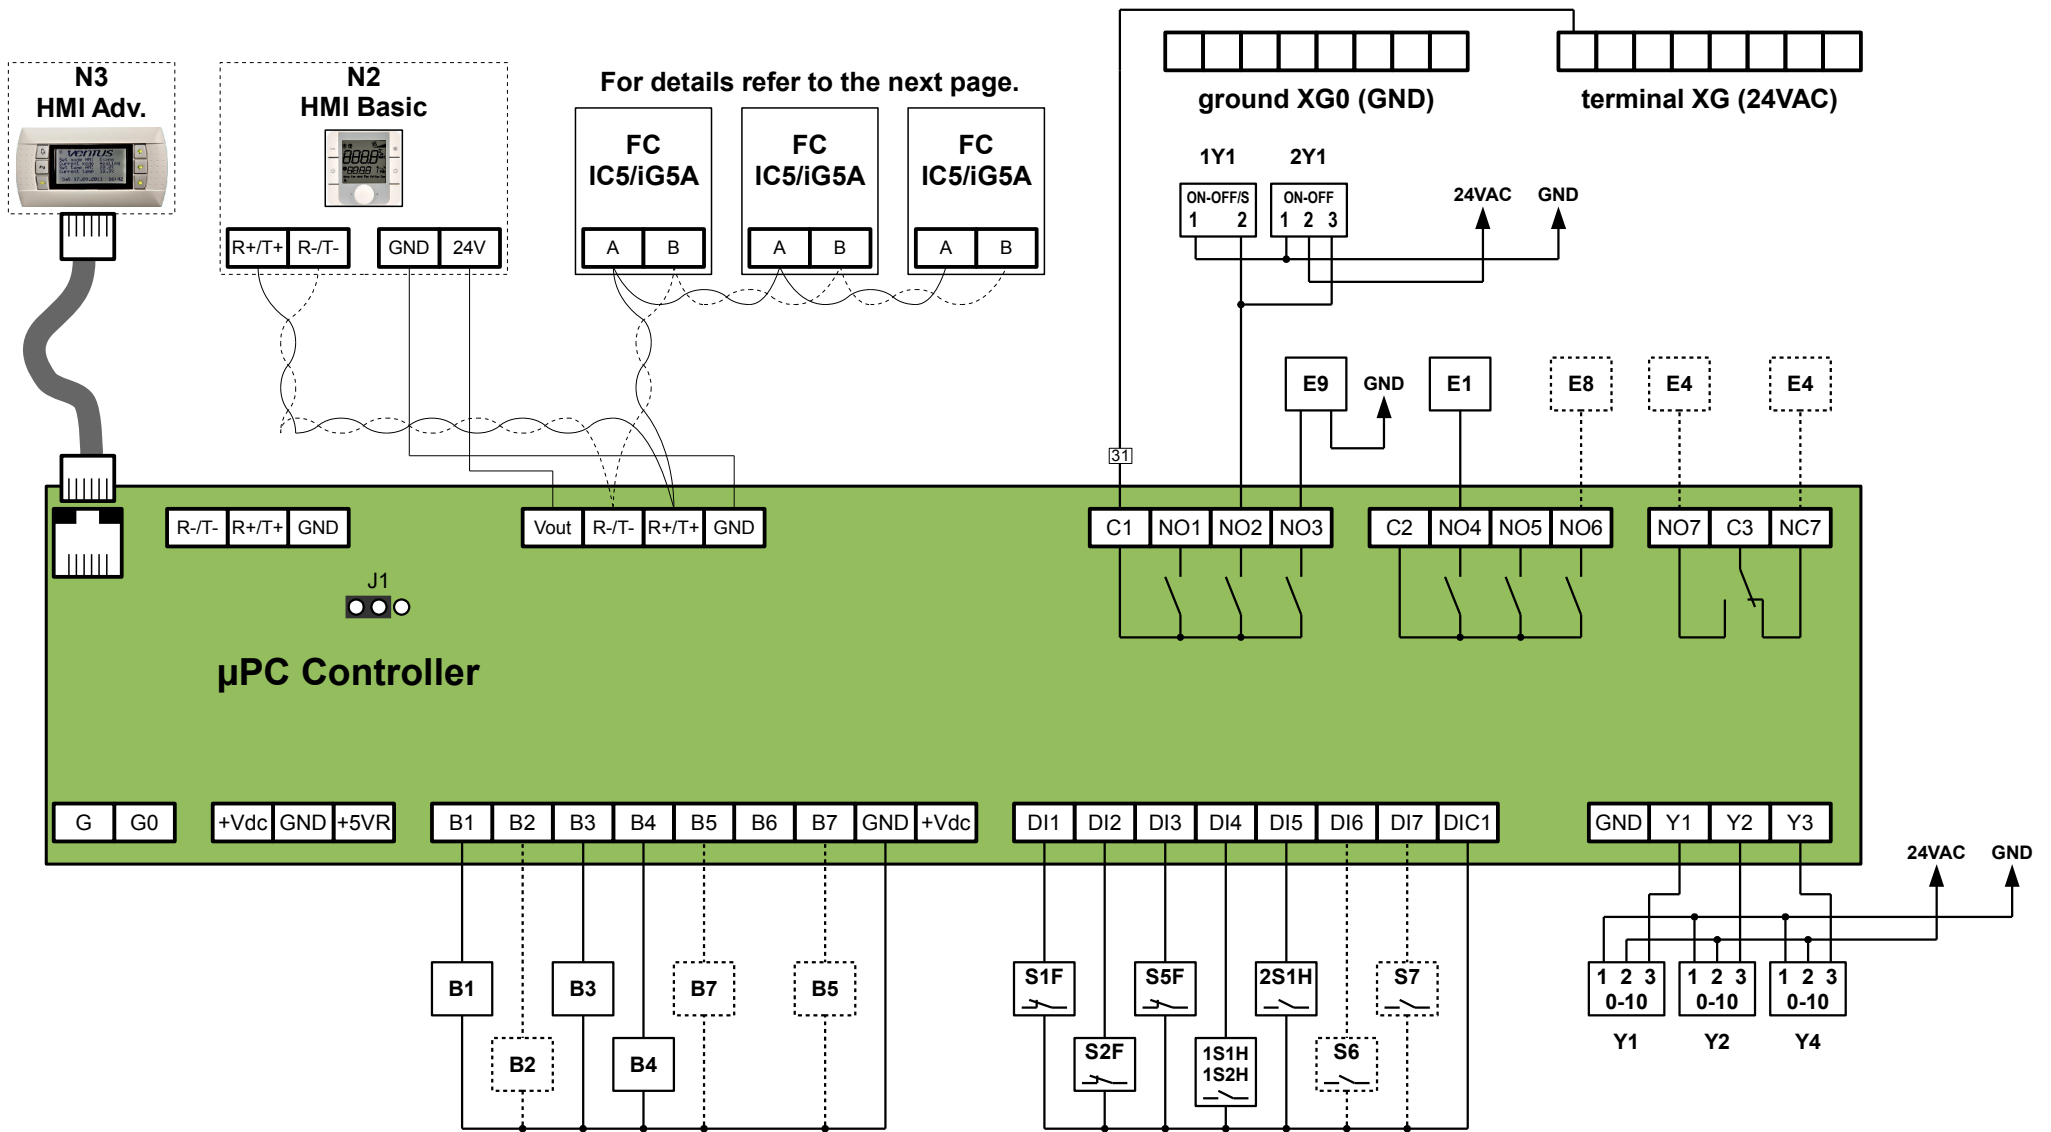 N3
HMI Adv.
ventus
N2
HMI Basic
R+/T+ R-/T- GND 24V
For details refer to the next page.
FC
IC5/iG5A
A B
FC
IC5/iG5A
A B
FC
IC5/iG5A
A B
ground XG0 (GND)
terminal XG (24VAC)
1Y1
ON-OFF/S
1 2
2Y1
ON-OFF
1 2 3
24VAC
GND
E9
GND
E1
E8
E4
E4
31
R-/T- R+/T+ GND
Vout R-/T- R+/T+ GND
C1 NO1 NO2 NO3
C2 NO4 NO5 NO6
NO7 C3 NC7
J1
µPC Controller
G G0
+Vdc GND +5VR
B1 B2 B3 B4 B5 B6 B7 GND +Vdc
DI1 DI2 DI3 DI4 DI5 DI6 DI7 DIC1
GND Y1 Y2 Y3
24VAC
GND
B1
B2
B3
B4
B7
B5
S1F
S2F
S5F
1S1H
1S2H
2S1H
S6
S7
1 2 3
0-10
Y1
1 2 3
0-10
Y2
1 2 3
0-10
Y4